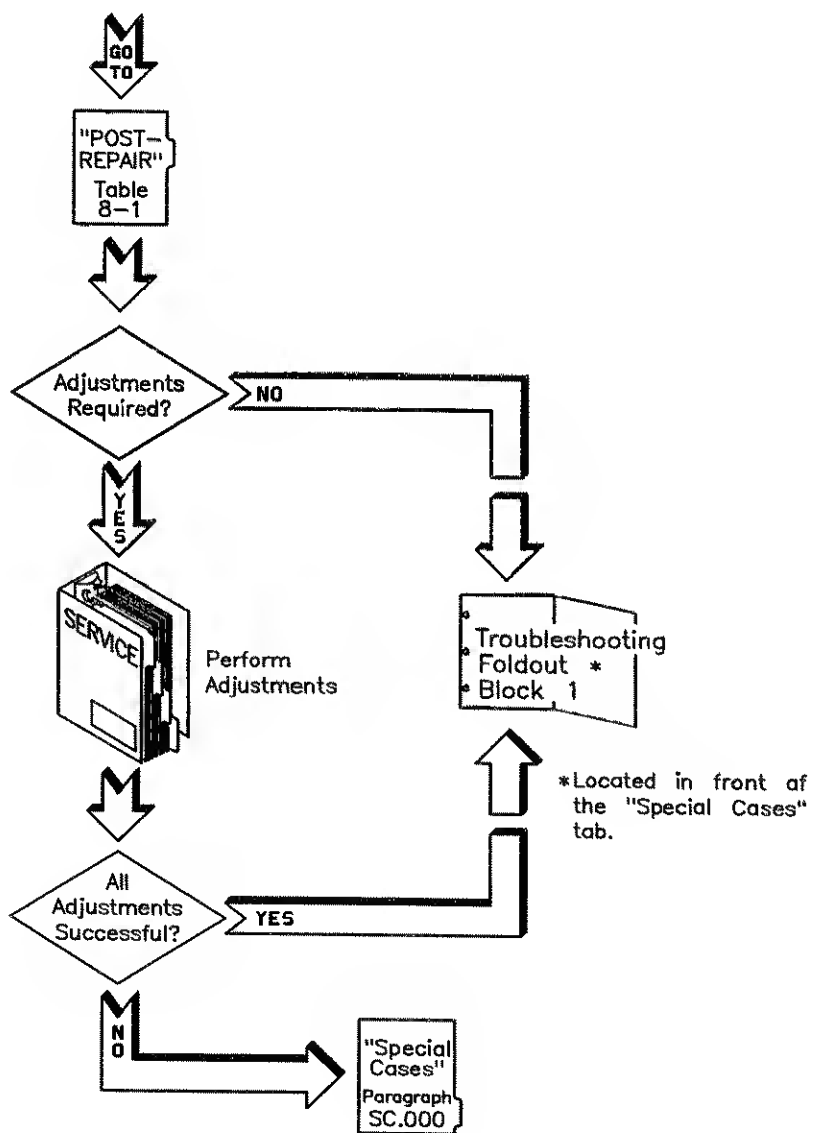 GO
TO
"POST-
REPAIR"
Table
8-1
Adjustments
Required?
NO
YES
SERVICE
Perform
Adjustments
Troubleshooting
Foldout *
Block 1
*Located in front af
the "Special Cases"
tab.
All
Adjustments
Successful?
YES
NO
"Special
Cases"
Paragraph
SC.000